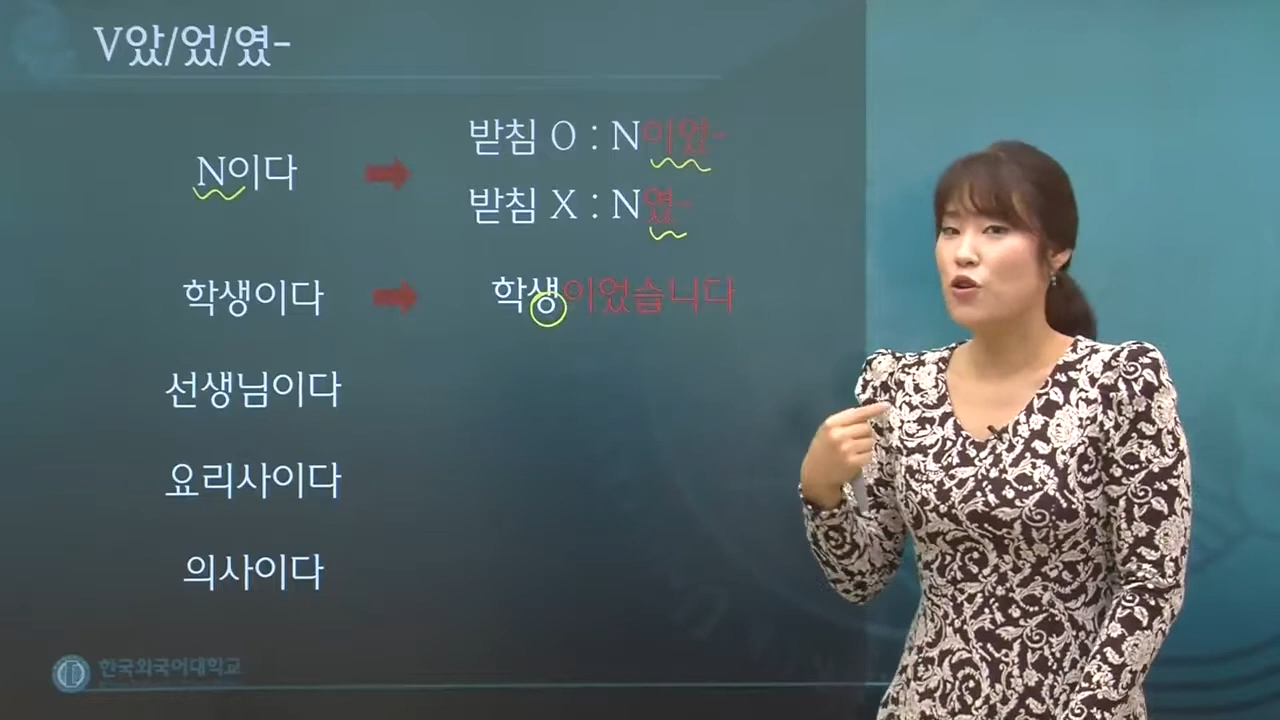 V았/었/였-
받침 O : N이었-
N이다
받침 X : N였-
학생이다
학생이었습니다
선생님이다
요리사이다
의사이다
한국외국어대학교